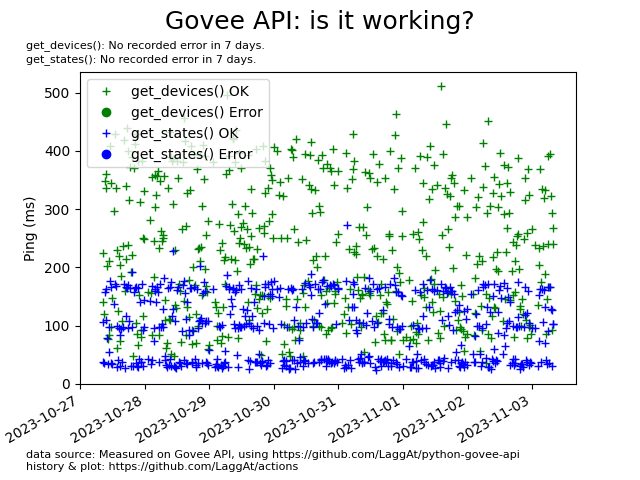 Govee API: is it working?
get_devices(): No recorded error in 7 days.
get_states(): No recorded error in 7 days.
get_devices() OK
get_devices() Error
get_states() OK
get_states() Error
Ping (ms)
500
400
300
200
100
0
2023-10-27
2023-10-28
2023-10-29
2023-10-30
2023-10-31
2023-11-01
2023-11-02
2023-11-03
data source: Measured on Govee API, using https://github.com/LaggAt/python-govee-api
history & plot: https://github.com/LaggAt/actions